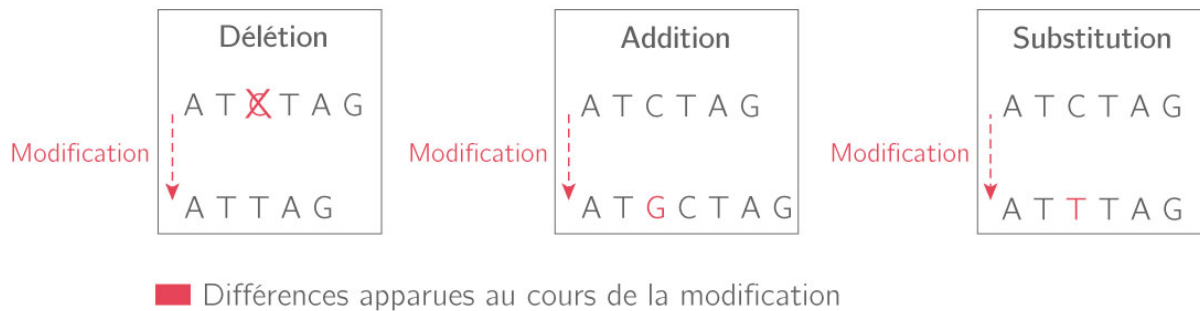 Délétion
A T C T A G
Modification
A T T A G
Addition
A T C T A G
Modification
A T G C T A G
Substitution
A T C T A G
Modification
A T T T A G
Différences apparues au cours de la modification